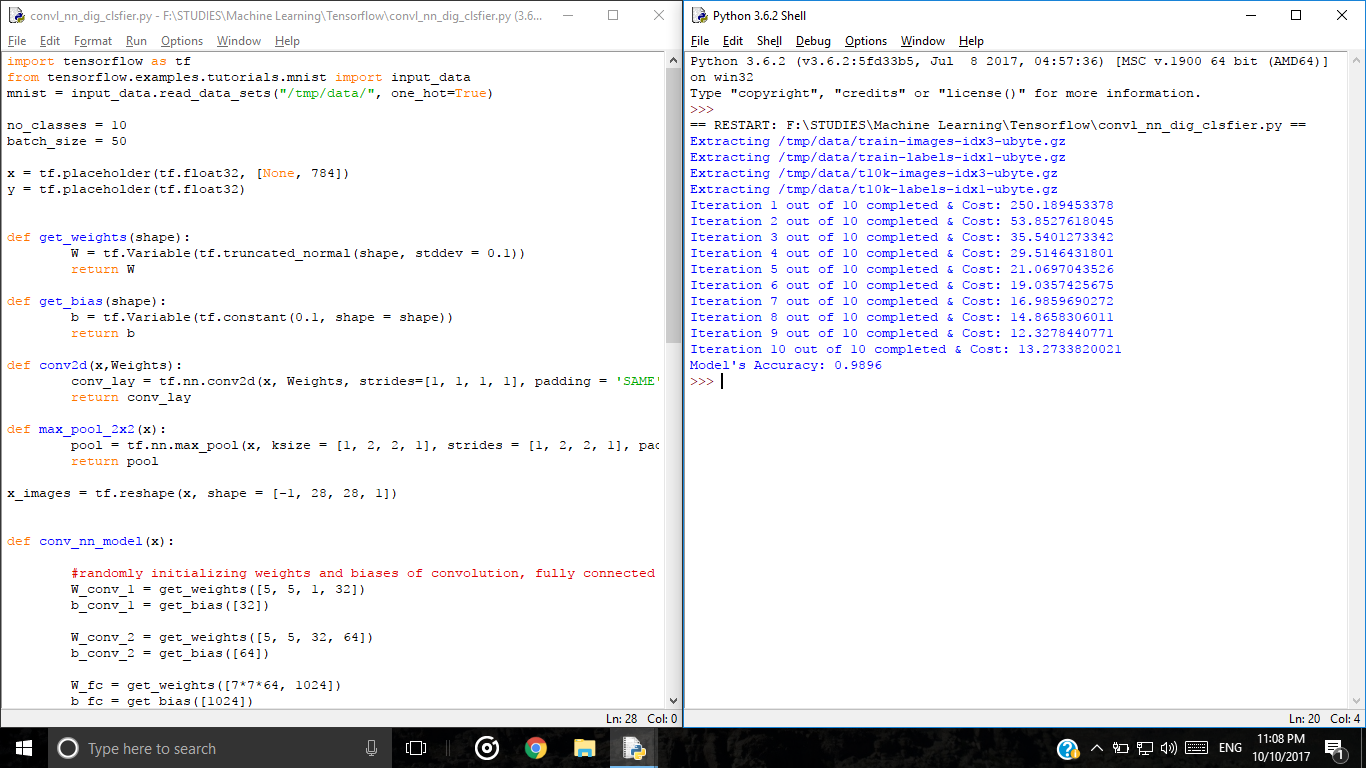 convl_nn_dig_clsfier.py - F:\STUDIES\Machine Learning\Tensorflow\convl_nn_dig_clsfier.py (3.6...
File Edit Format Run Options Window Help
import tensorflow as tf
from tensorflow.examples.tutorials.mnist import input_data
mnist = input_data.read_data_sets("/tmp/data/", one_hot=True)
no_classes = 10
batch_size = 50
x = tf.placeholder(tf.float32, [None, 784])
y = tf.placeholder(tf.float32)
def get_weights(shape):
        W = tf.Variable(tf.truncated_normal(shape, stddev = 0.1))
        return W
def get_bias(shape):
        b = tf.Variable(tf.constant(0.1, shape = shape))
        return b
def conv2d(x,Weights):
        conv_lay = tf.nn.conv2d(x, Weights, strides=[1, 1, 1, 1], padding = 'SAME'
        return conv_lay
def max_pool_2x2(x):
        pool = tf.nn.max_pool(x, ksize = [1, 2, 2, 1], strides = [1, 2, 2, 1], pad
        return pool
x_images = tf.reshape(x, shape = [-1, 28, 28, 1])
def conv_nn_model(x):
        #randomly initializing weights and biases of convolution, fully connected
        W_conv_1 = get_weights([5, 5, 1, 32])
        b_conv_1 = get_bias([32])
        W_conv_2 = get_weights([5, 5, 32, 64])
        b_conv_2 = get_bias([64])
        W_fc = get_weights([7*7*64, 1024])
        b_fc = get_bias([1024])
Ln: 28 Col: 0
Python 3.6.2 Shell
File Edit Shell Debug Options Window Help
Python 3.6.2 (v3.6.2:5fd33b5, Jul  8 2017, 04:57:36) [MSC v.1900 64 bit (AMD64)]
on win32
Type "copyright", "credits" or "license()" for more information.
>>>
== RESTART: F:\STUDIES\Machine Learning\Tensorflow\convl_nn_dig_clsfier.py ==
Extracting /tmp/data/train-images-idx3-ubyte.gz
Extracting /tmp/data/train-labels-idx1-ubyte.gz
Extracting /tmp/data/t10k-images-idx3-ubyte.gz
Extracting /tmp/data/t10k-labels-idx1-ubyte.gz
Iteration 1 out of 10 completed & Cost: 250.189453378
Iteration 2 out of 10 completed & Cost: 53.8527618045
Iteration 3 out of 10 completed & Cost: 35.5401273342
Iteration 4 out of 10 completed & Cost: 29.5146431801
Iteration 5 out of 10 completed & Cost: 21.0697043526
Iteration 6 out of 10 completed & Cost: 19.0357425675
Iteration 7 out of 10 completed & Cost: 16.9859690272
Iteration 8 out of 10 completed & Cost: 14.8658306011
Iteration 9 out of 10 completed & Cost: 12.3278440771
Iteration 10 out of 10 completed & Cost: 13.2733820021
Model's Accuracy: 0.9896
>>>
Ln: 20 Col: 4
Type here to search
ENG
11:08 PM
10/10/2017
1